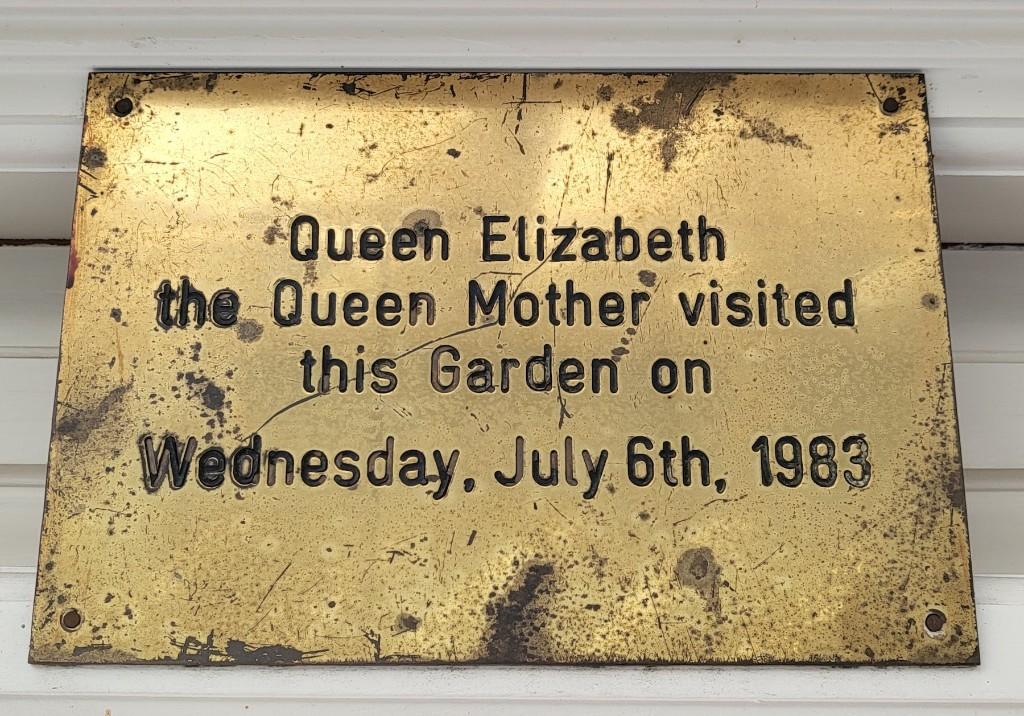 Queen Elizabeth
the Queen Mother visited
this Garden on
Wednesday, July 6th, 1983